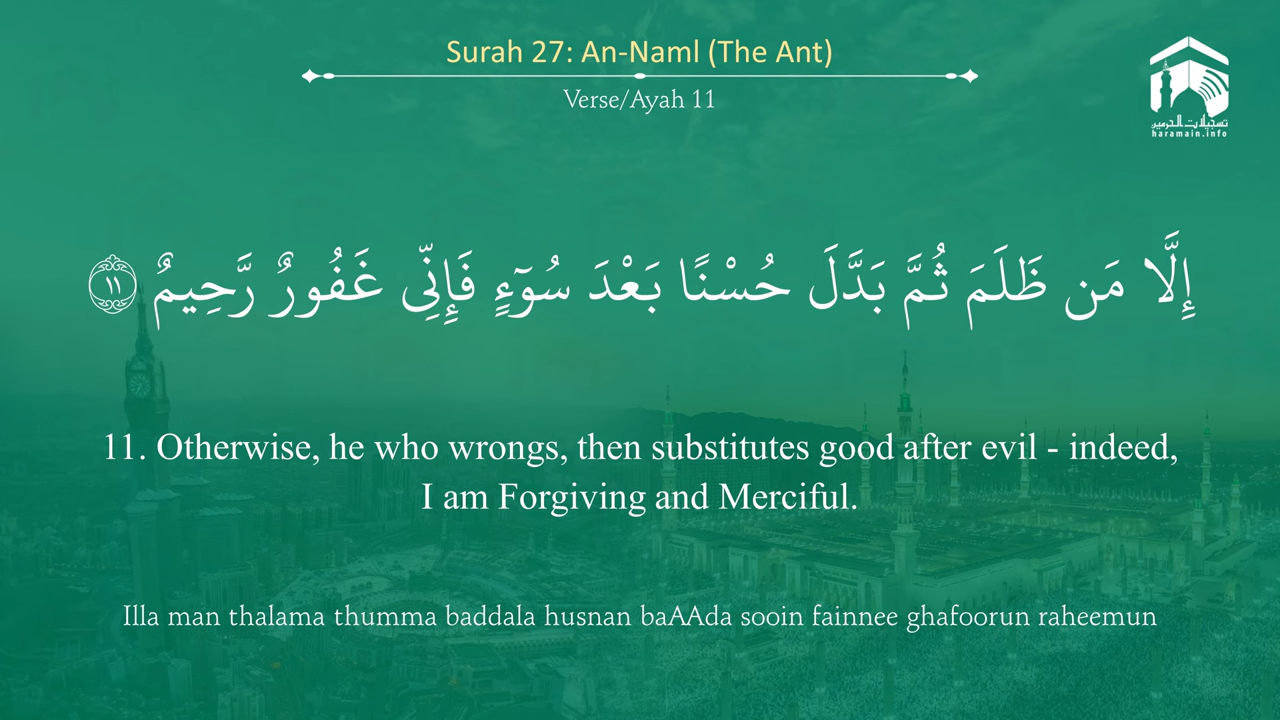 Surah 27: An-Naml (The Ant)
Verse/Ayah 11
تسجيلات الحرمين
haramain.info
إِلَّا مَن ظَلَمَ ثُمَّ بَدَّلَ حُسْنًا بَعْدَ سُوٓءٍ فَإِنِّى غَفُورٌ رَّحِيمٌ ١١
11. Otherwise, he who wrongs, then substitutes good after evil - indeed,
I am Forgiving and Merciful.
Illa man thalama thumma baddala husnan baAAda sooin fainnee ghafoorun raheemun